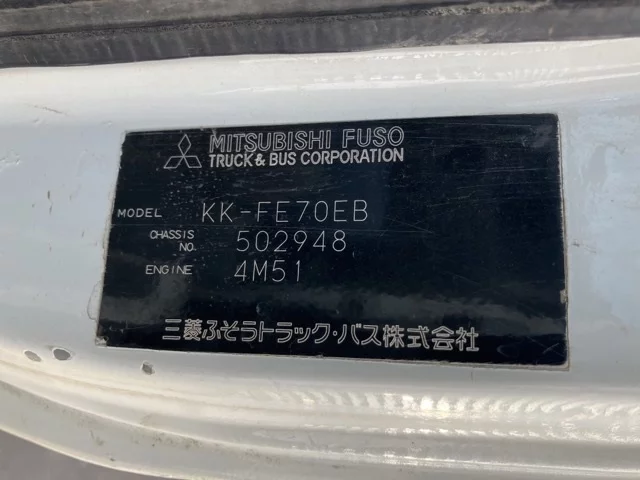 MITSUBISHI FUSO
TRUCK & BUS CORPORATION
MODEL KK-FE70EB
CHASSIS NO. 502948
ENGINE 4M51
三菱ふそうトラック・バス株式会社